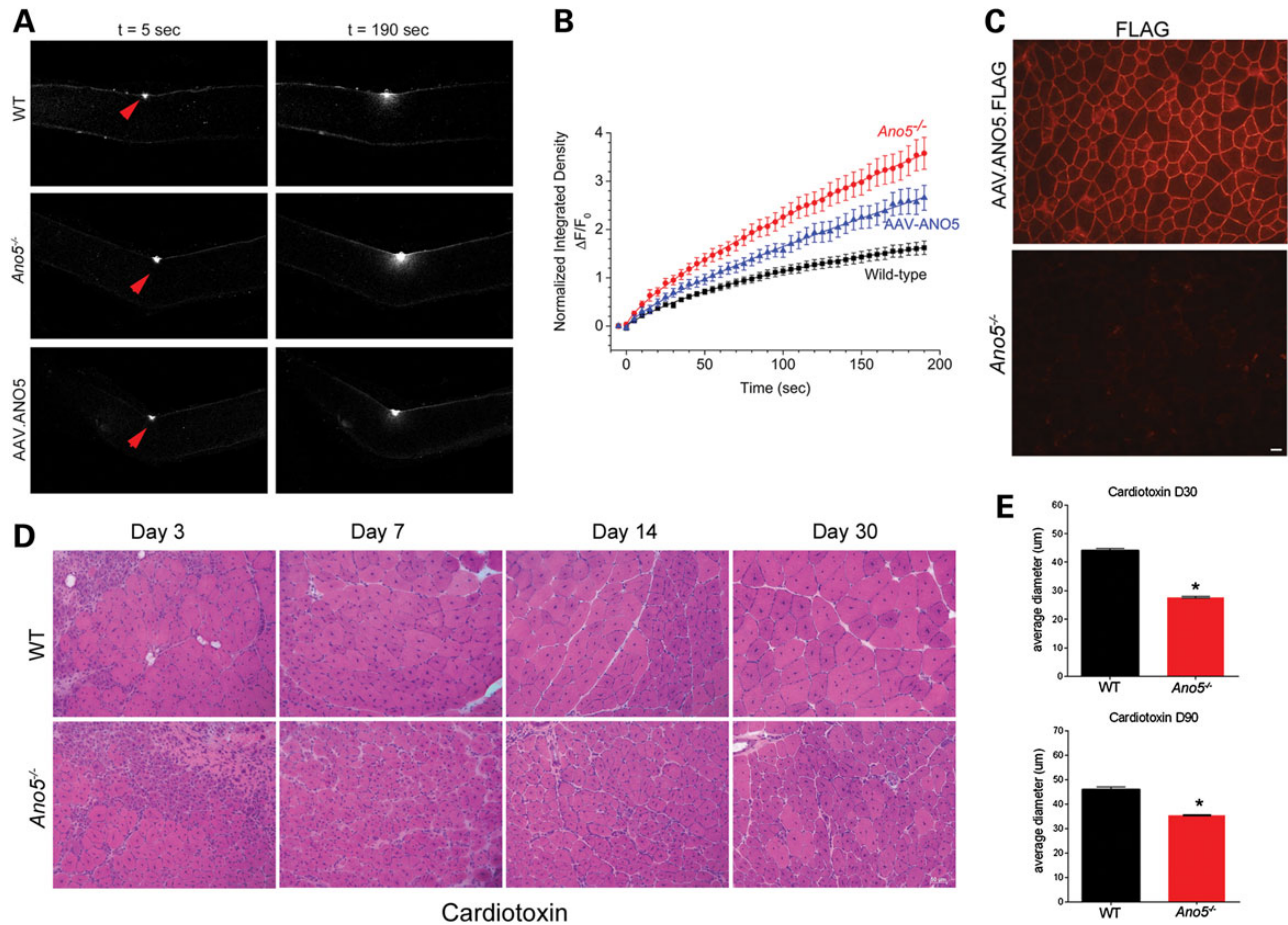 A
t = 5 sec
t = 190 sec
WT
Ano5-/-
AAV.ANO5
B
Normalized Integrated Density
ΔF/F0
4
3
2
1
0
0
50
100
150
200
Time (sec)
Ano5-/-
AAV-ANO5
Wild-type
C
FLAG
AAV.ANO5.FLAG
Ano5-/-
D
Day 3
Day 7
Day 14
Day 30
WT
Ano5-/-
Cardiotoxin
E
Cardiotoxin D30
average diameter (um)
60
50
40
30
20
10
0
WT
Ano5-/-
*
Cardiotoxin D90
average diameter (um)
70
60
50
40
30
20
10
0
WT
Ano5-/-
*